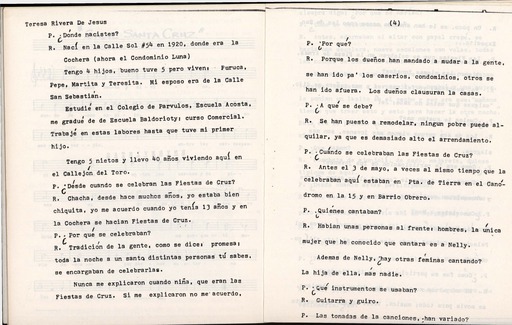 Teresa Rivera De Jesus
P. ¿Donde nacistes?
R. Nací en la Calle Sol #54 en 1920, donde era la
Cochera (ahora el Condominio Luna)
Tengo 4 hijos, bueno tuve 5 pero viven: Puruca,
Pepe, Martita y Teresita. Mi esposo era de la Calle
San Sebastían.
Estudié en el Colegio de Parvulos, Escuela Acosta,
me gradué de de Escuela Baldorioty; curso Comercial.
Trabajé en estas labores hasta que tuve mi primer
hijo.
Tengo 5 nietos y llevo 40 años viviendo aquí en
el Callejón del Toro.
P. ¿Desde cuando se celebran las Fiestas de Cruz?
R. Chacha, desde hace muchos años, yo estaba bien
chiquita, yo me acuerdo cuando yo tenía 13 años y en
la Cochera se hacían Fiestas de Cruz.
P. ¿Por qué se celebraban?
R. Tradición de la gente, como se dice: promesa:
toda la noche a un santa distintas personas tú sabes,
se encargaban de celebrarlas.
Nunca me explicaron cuando niña, que eran las
Fiestas de Cruz. Si me explicaron no me acuerdo.
(4)
P. ¿Por qué?
R. Porque los dueños han mandado a mudar la gente,
se han ido pa' los caseríos, condominios, otros se
han ido afuera. Los dueños clausuran la casas.
P. ¿A qué se debe?
R. Se han puesto a remodelar, ningun pobre puede al-
quilar, ya que es demasiado alto el arrendamiento.
P. ¿Cuándo se celebraban las Fiestas de Cruz?
R. Antes el 3 de mayo, a veces al mismo tiempo que la
celebraban aquí estaban en Pta. de Tierra en el Canó-
dromo en la 15 y en Barrio Obrero.
P. ¿Quienes cantaban?
R. Habían unas personas al frente: hombres, la única
mujer que he conocido que cantara es a Nelly.
Ademas de Nelly, ¿hay otras féminas cantando?
La hija de ella, más nadie.
P. ¿Qué instrumentos se usaban?
R. Guitarra y guiro.
P. Las tonadas de la canciones, ¿han variado?